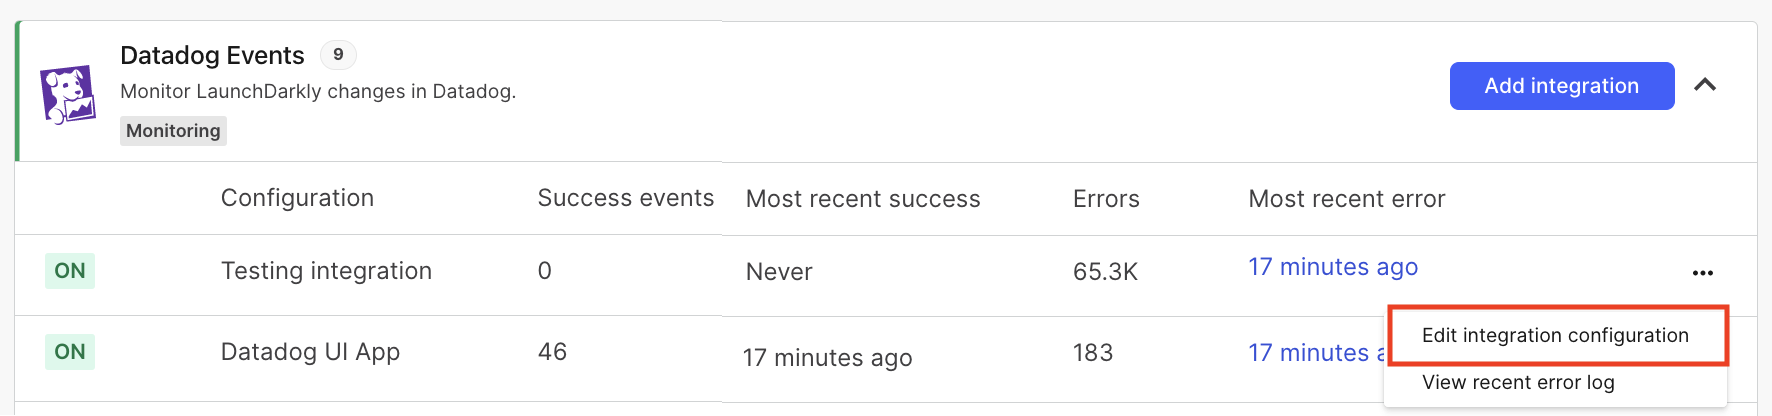 Datadog Events 9
Monitor LaunchDarkly changes in Datadog.
Monitoring
Add integration
Configuration Success events Most recent success Errors Most recent error
ON Testing integration 0 Never 65.3K 17 minutes ago ...
ON Datadog UI App 46 17 minutes ago 183 17 minutes a
Edit integration configuration
View recent error log